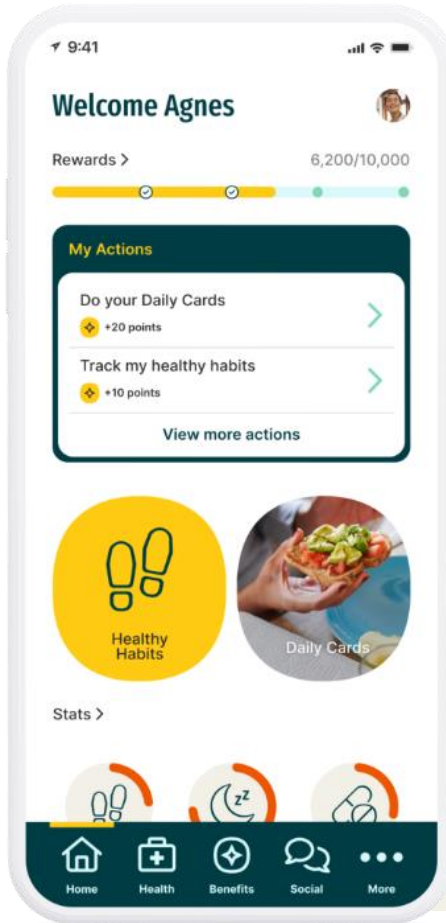 9:41
Welcome Agnes
Rewards >
6,200/10,000
My Actions
Do your Daily Cards
+20 points
Track my healthy habits
+10 points
View more actions
Healthy
Habits
Daily Cards
Stats >
zZ
Home
Health
Benefits
Social
More